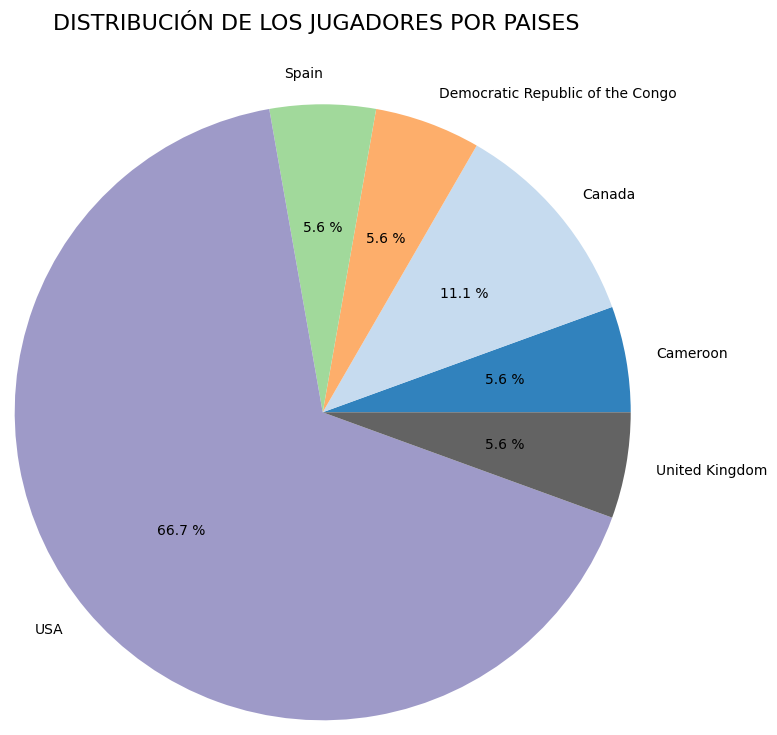 DISTRIBUCIÓN DE LOS JUGADORES POR PAISES
Spain
Democratic Republic of the Congo
Canada
5.6 %
5.6 %
11.1 %
Cameroon
5.6 %
5.6 %
United Kingdom
66.7 %
USA